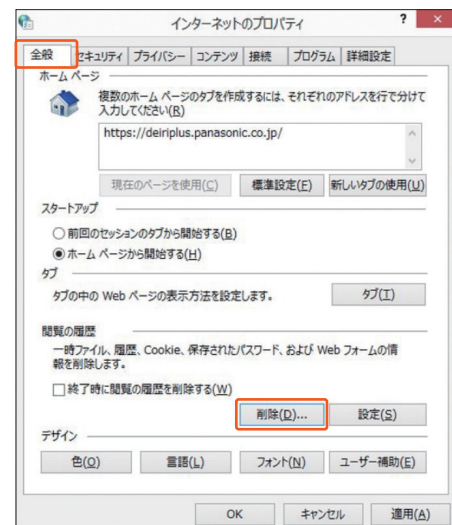 インターネットのプロパティ
?
×
全般 セキュリティ プライバシー コンテンツ 接続 プログラム 詳細設定
ホーム ページ
複数のホーム ページのタブを作成するには、それぞれのアドレスを行で分けて
入力してください(R)
https://deiriplus.panasonic.co.jp/
現在のページを使用(C) 標準設定(F) 新しいタブの使用(U)
スタートアップ
前回のセッションのタブから開始する(B)
ホーム ページから開始する(H)
タブ
タブの中の Web ページの表示方法を設定します。 タブ(T)
閲覧の履歴
一時ファイル、履歴、Cookie、保存されたパスワード、および Web フォームの情
報を削除します。
終了時に閲覧の履歴を削除する(W)
削除(D)... 設定(S)
デザイン
色(O) 言語(L) フォント(N) ユーザー補助(E)
OK キャンセル 適用(A)